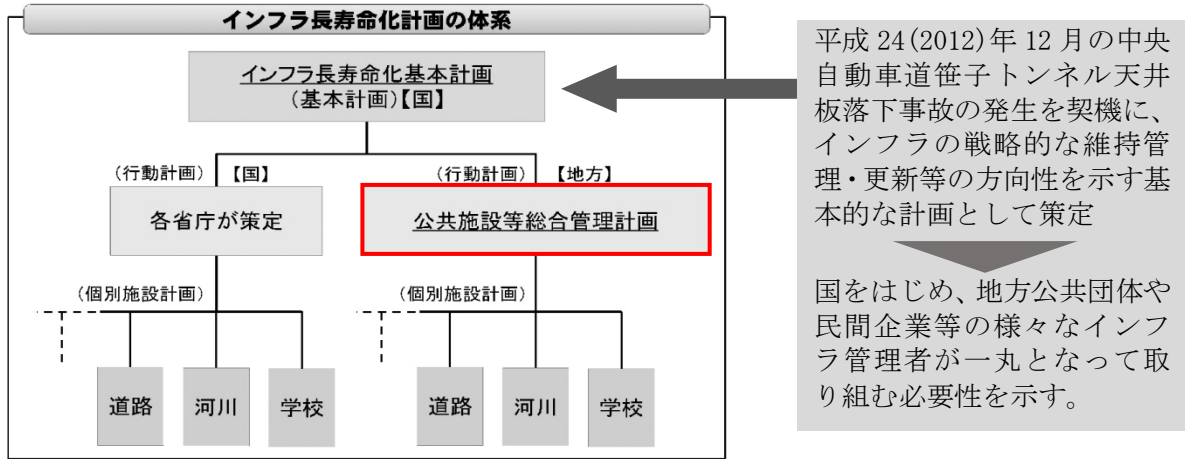 インフラ長寿命化計画の体系
インフラ長寿命化基本計画
(基本計画)【国】
(行動計画) 【国】
各省庁が策定
(個別施設計画)
道路 河川 学校
(行動計画) 【地方】
公共施設等総合管理計画
(個別施設計画)
道路 河川 学校
平成 24(2012)年 12 月の中央
自動車道笹子トンネル天井
板落下事故の発生を契機に、
インフラの戦略的な維持管
理・更新等の方向性を示す基
本的な計画として策定
国をはじめ、地方公共団体や
民間企業等の様々なインフ
ラ管理者が一丸となって取
り組む必要性を示す。